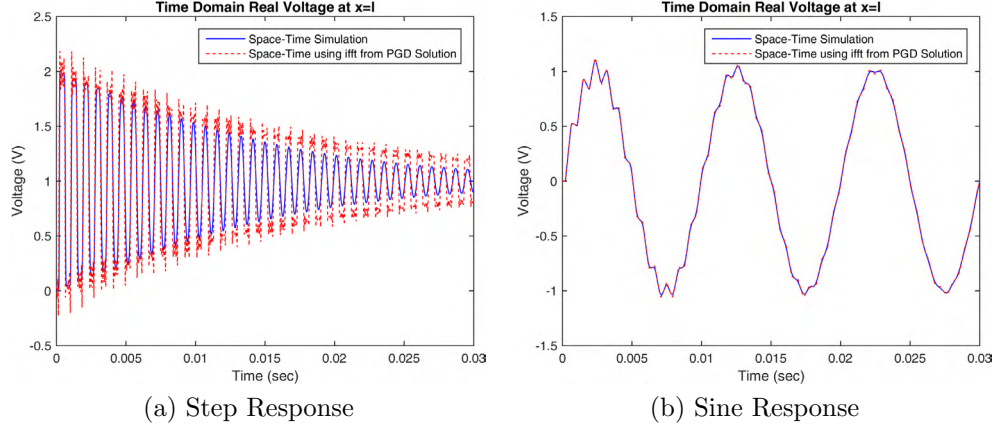 Time Domain Real Voltage at x=l
Space-Time Simulation
Space-Time using ifft from PGD Solution
Voltage (V)
2.5
2
1.5
1
0.5
0
-0.5
0
0.005
0.01
0.015
0.02
0.025
0.03
Time (sec)
(a) Step Response
Time Domain Real Voltage at x=l
Space-Time Simulation
Space-Time using ifft from PGD Solution
Voltage (V)
1.5
1
0.5
0
-0.5
-1
-1.5
0
0.005
0.01
0.015
0.02
0.025
0.03
Time (sec)
(b) Sine Response